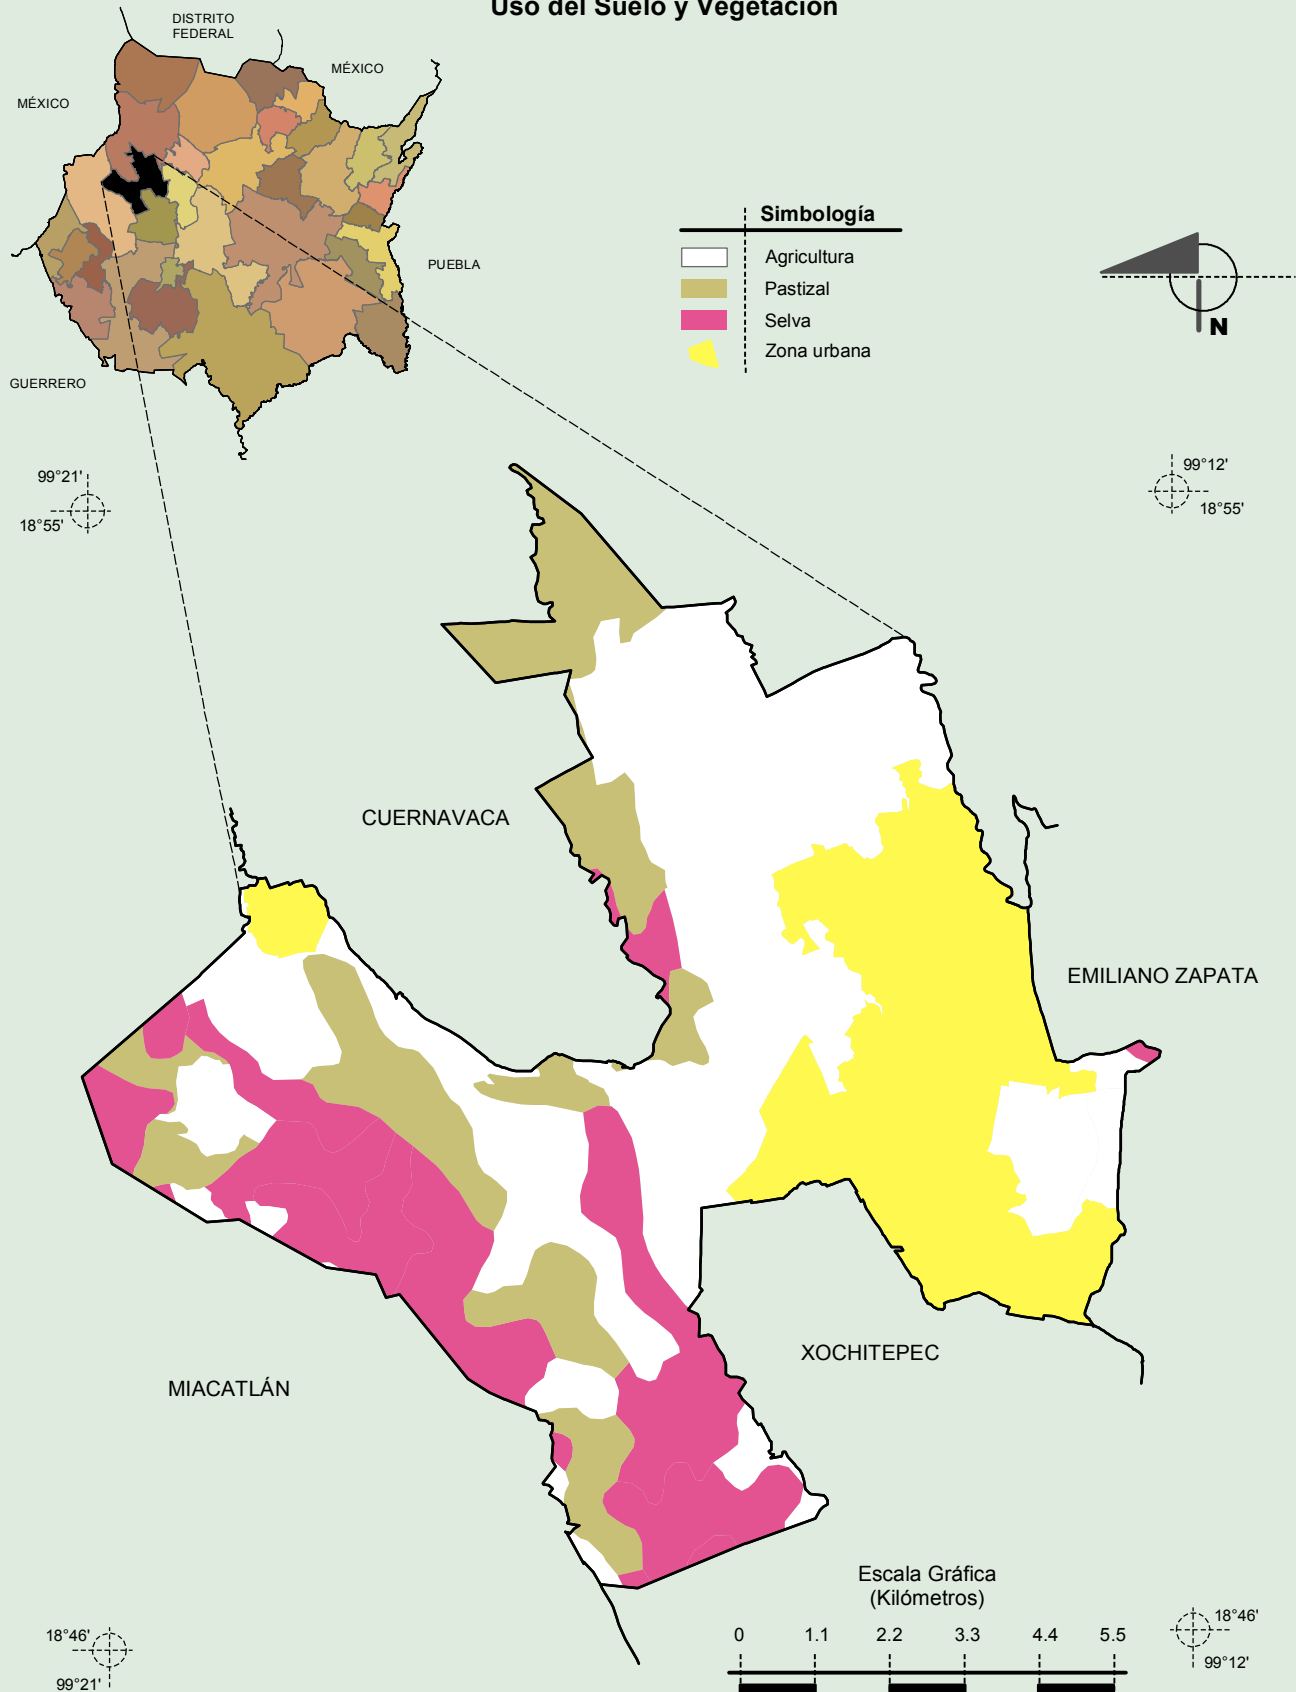 Uso del Suelo y Vegetación
DISTRITO
FEDERAL
MÉXICO
MÉXICO
PUEBLA
GUERRERO
Simbología
Agricultura
Pastizal
Selva
Zona urbana
N
99°21'
18°55'
99°12'
18°55'
CUERNAVACA
EMILIANO ZAPATA
XOCHITEPEC
MIACATLÁN
Escala Gráfica
(Kilómetros)
0 1.1 2.2 3.3 4.4 5.5
18°46'
99°21'
18°46'
99°12'